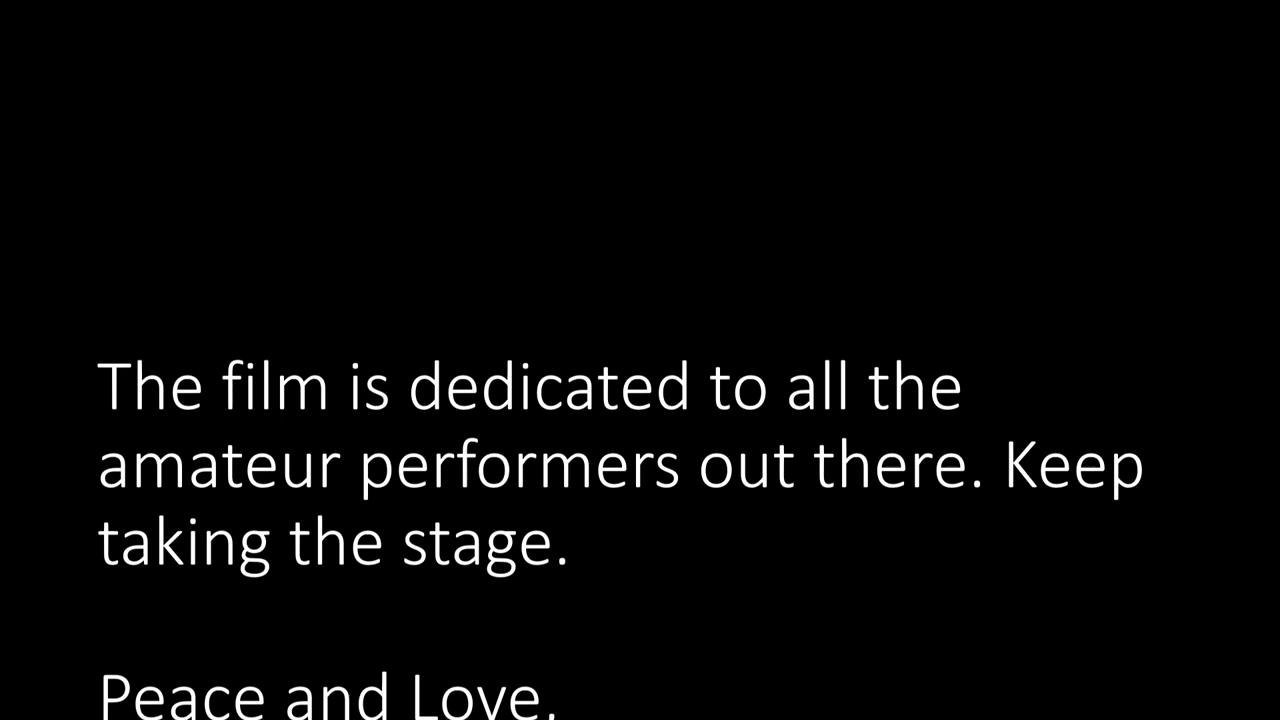 The film is dedicated to all the
amateur performers out there. Keep
taking the stage.
Peace and Love.